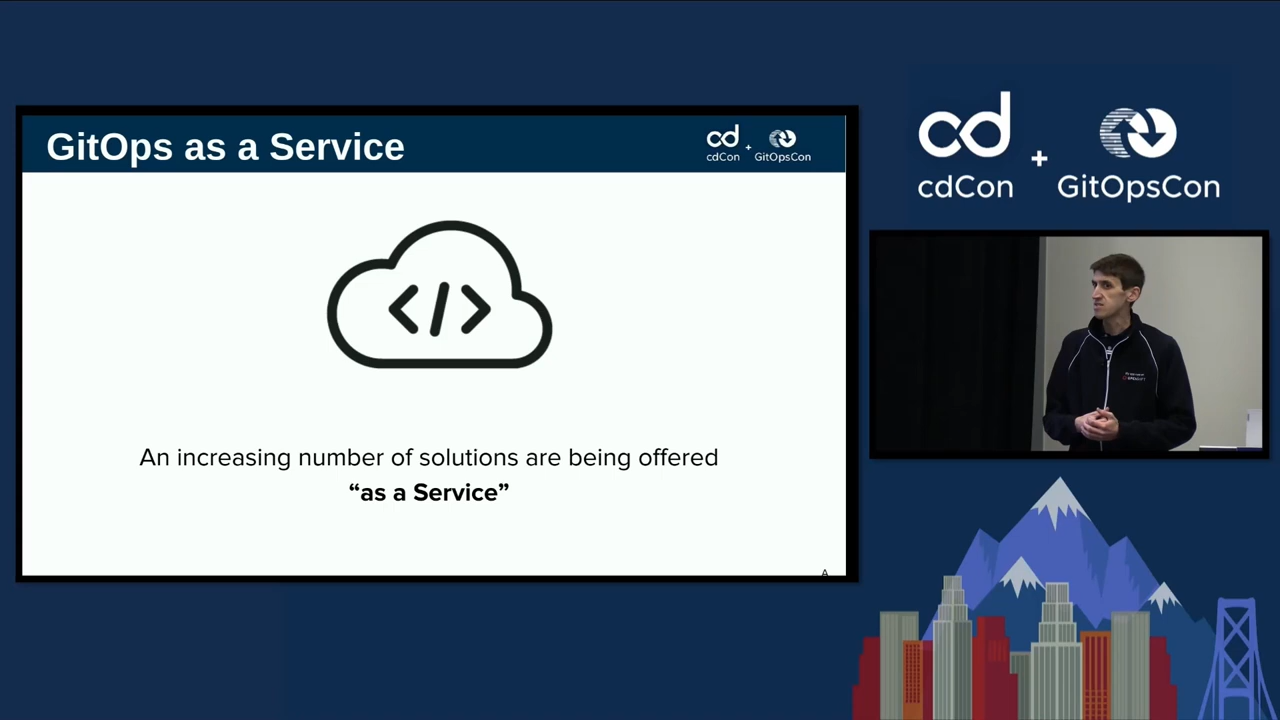 GitOps as a Service
cd
cdCon
+
GitOpsCon
</>
An increasing number of solutions are being offered
“as a Service”
A
cd
cdCon
+
GitOpsCon